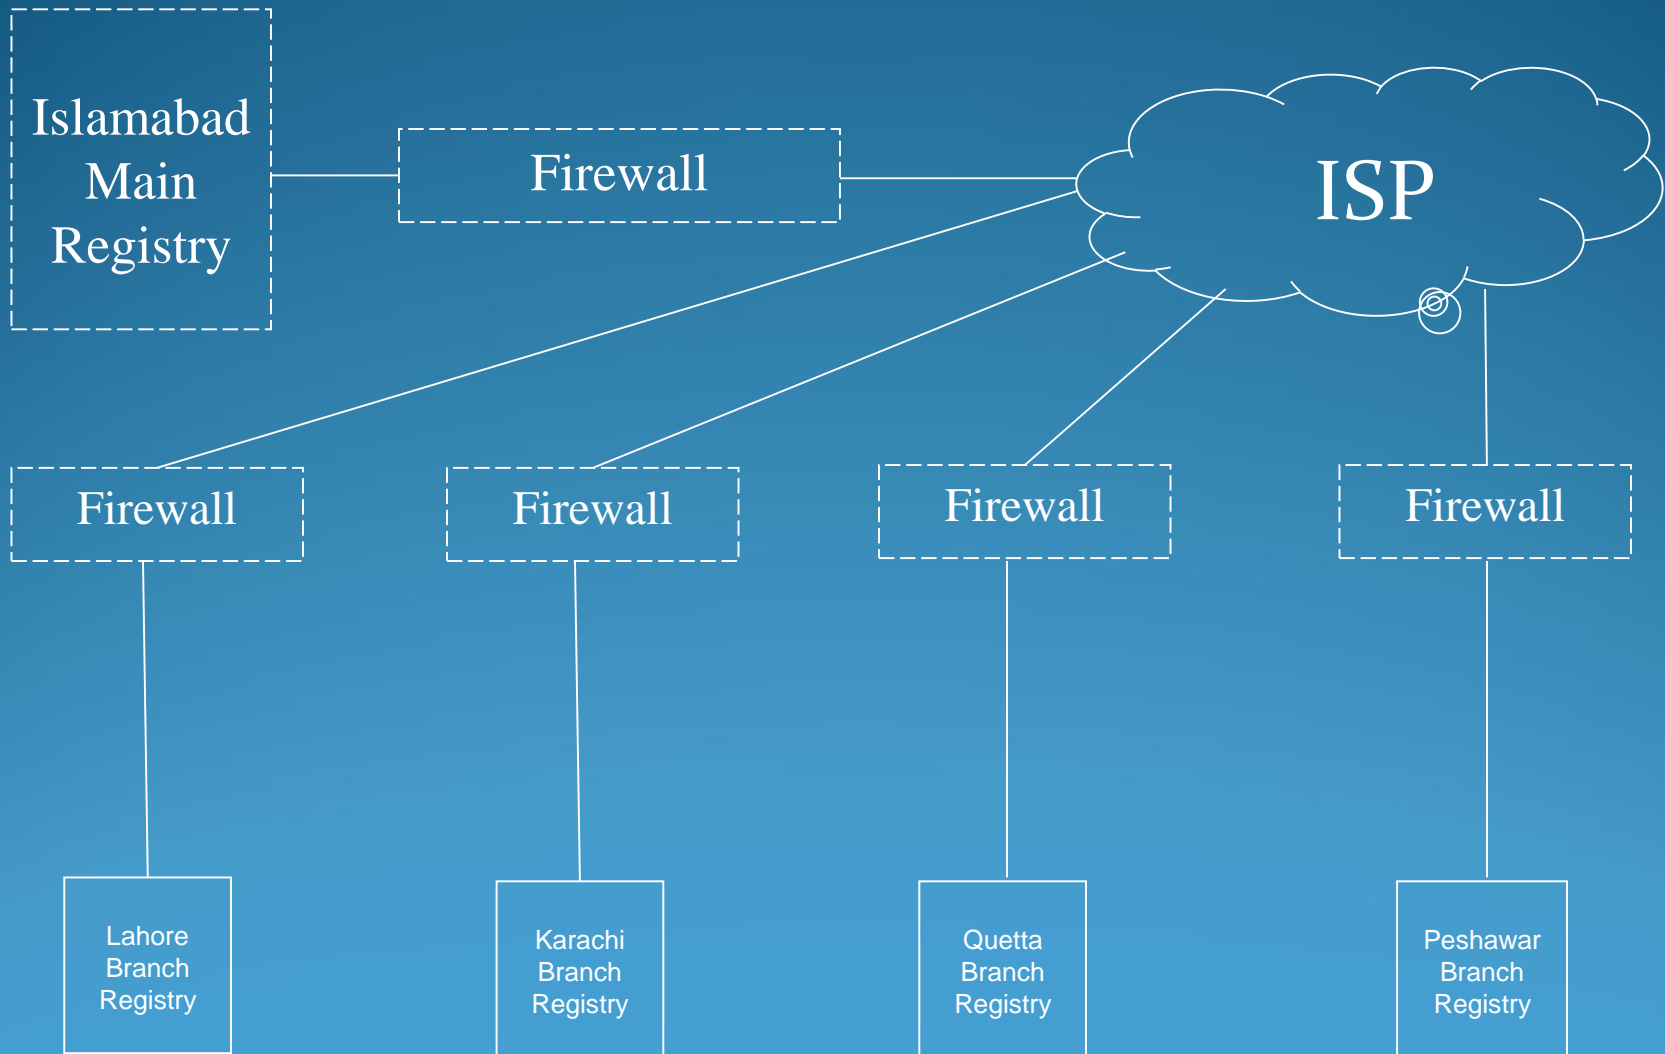 Islamabad
Main
Registry
Firewall
ISP
Firewall
Firewall
Firewall
Firewall
Lahore
Branch
Registry
Karachi
Branch
Registry
Quetta
Branch
Registry
Peshawar
Branch
Registry